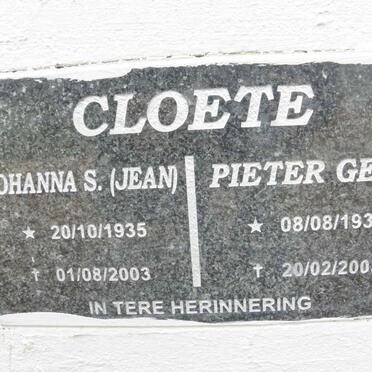 CLOETE
OHANNA S. (JEAN)
★ 20/10/1935
† 01/08/2003
PIETER GE
★ 08/08/193
† 20/02/200
IN TERE HERINNERING